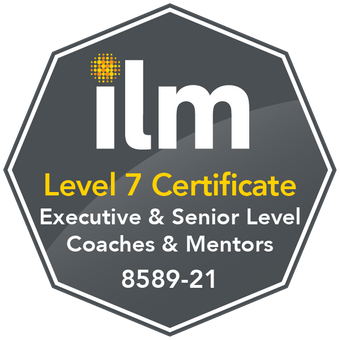 ilm
Level 7 Certificate
Executive & Senior Level
Coaches & Mentors
8589-21